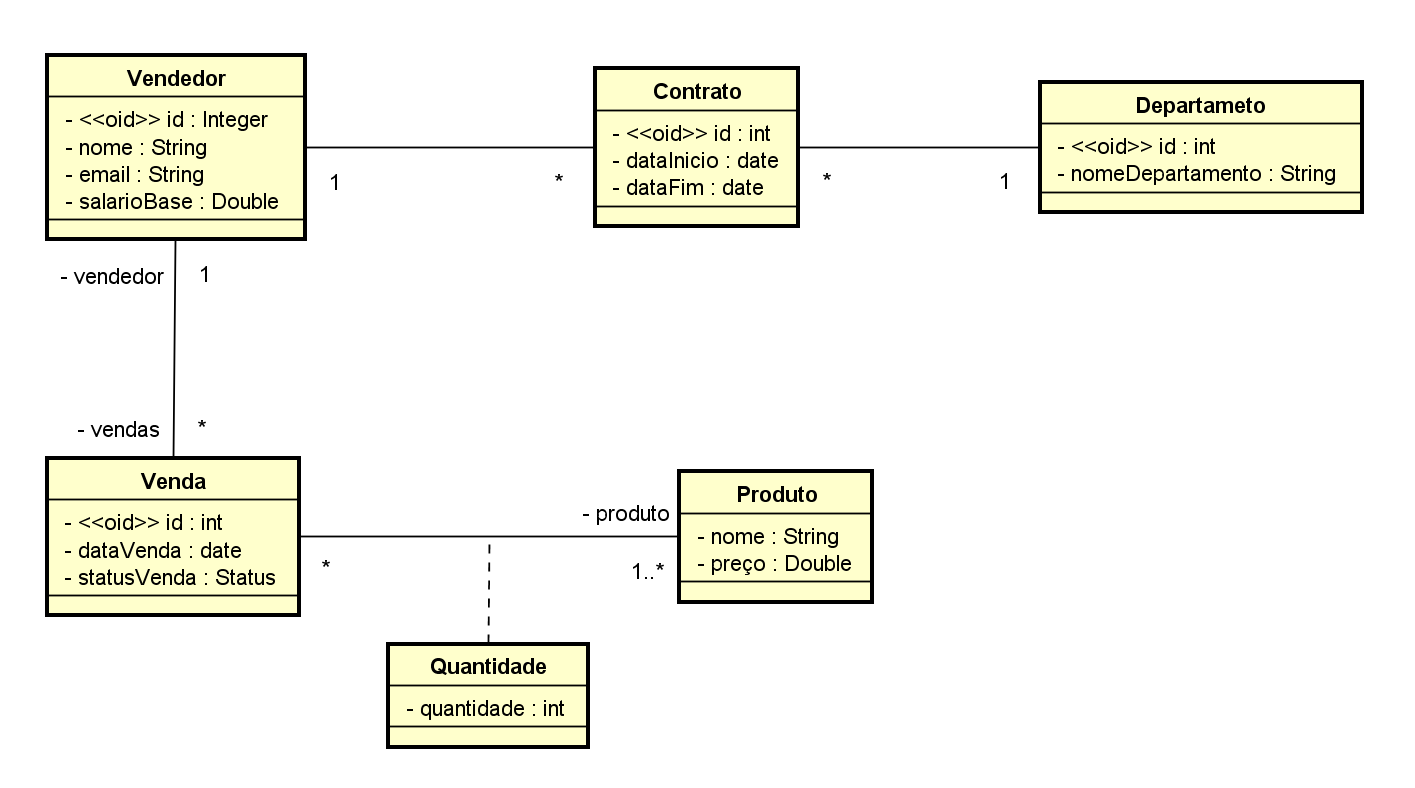 Vendedor
- <<oid>> id : Integer
- nome : String
- email : String
- salarioBase : Double
Contrato
- <<oid>> id : int
- dataInicio : date
- dataFim : date
Departameto
- <<oid>> id : int
- nomeDepartamento : String
1
*
*
1
- vendedor
1
- vendas
*
Venda
- <<oid>> id : int
- dataVenda : date
- statusVenda : Status
*
- produto
1..*
Produto
- nome : String
- preço : Double
Quantidade
- quantidade : int